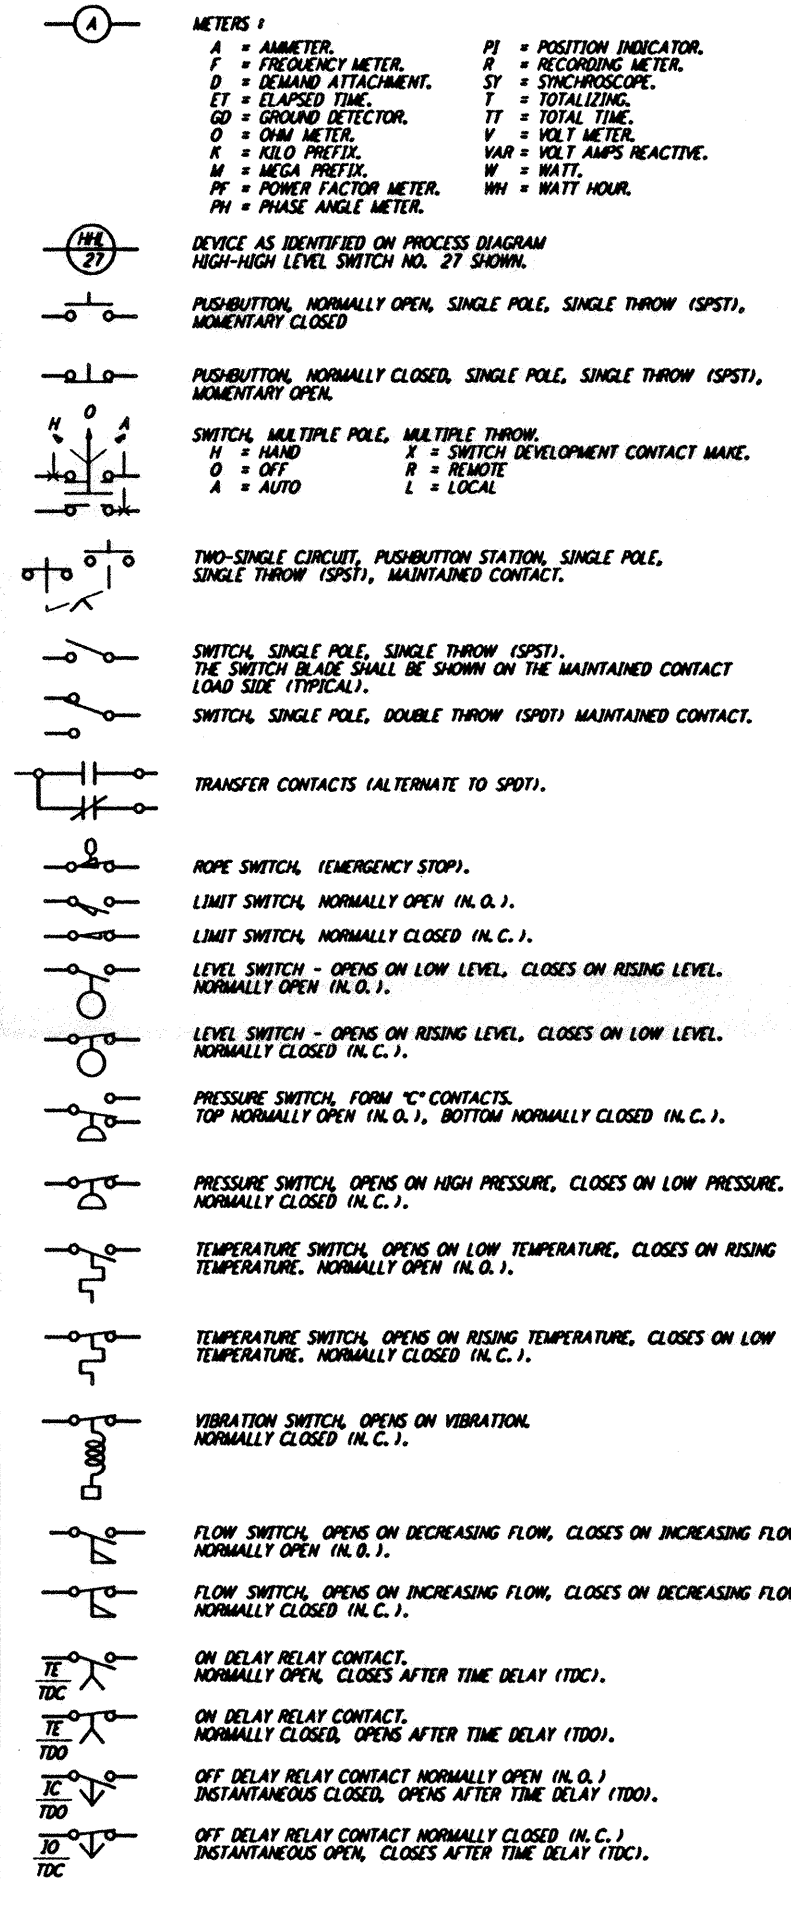 A
METERS :
A = AMMETER.
F = FREQUENCY METER.
D = DEMAND ATTACHMENT.
ET = ELAPSED TIME.
GD = GROUND DETECTOR.
O = OHM METER.
K = KILO PREFIX.
M = MEGA PREFIX.
PF = POWER FACTOR METER.
PH = PHASE ANGLE METER.
PI = POSITION INDICATOR.
R = RECORDING METER.
SY = SYNCHROSCOPE.
T = TOTALIZING.
TT = TOTAL TIME.
V = VOLT METER.
VAR = VOLT AMPS REACTIVE.
W = WATT.
WH = WATT HOUR.
HHL
27
DEVICE AS IDENTIFIED ON PROCESS DIAGRAM
HIGH-HIGH LEVEL SWITCH NO. 27 SHOWN.
PUSHBUTTON, NORMALLY OPEN, SINGLE POLE, SINGLE THROW (SPST),
MOMENTARY CLOSED
PUSHBUTTON, NORMALLY CLOSED, SINGLE POLE, SINGLE THROW (SPST),
MOMENTARY OPEN.
H O A
SWITCH, MULTIPLE POLE, MULTIPLE THROW.
H = HAND X = SWITCH DEVELOPMENT CONTACT MAKE.
O = OFF R = REMOTE
A = AUTO L = LOCAL
TWO-SINGLE CIRCUIT, PUSHBUTTON STATION, SINGLE POLE,
SINGLE THROW (SPST), MAINTAINED CONTACT.
SWITCH, SINGLE POLE, SINGLE THROW (SPST).
THE SWITCH BLADE SHALL BE SHOWN ON THE MAINTAINED CONTACT
LOAD SIDE (TYPICAL).
SWITCH, SINGLE POLE, DOUBLE THROW (SPDT) MAINTAINED CONTACT.
TRANSFER CONTACTS (ALTERNATE TO SPDT).
ROPE SWITCH, (EMERGENCY STOP).
LIMIT SWITCH, NORMALLY OPEN (N.O.).
LIMIT SWITCH, NORMALLY CLOSED (N.C.).
LEVEL SWITCH - OPENS ON LOW LEVEL, CLOSES ON RISING LEVEL.
NORMALLY OPEN (N.O.).
LEVEL SWITCH - OPENS ON RISING LEVEL, CLOSES ON LOW LEVEL.
NORMALLY CLOSED (N.C.).
PRESSURE SWITCH, FORM "C" CONTACTS.
TOP NORMALLY OPEN (N.O.), BOTTOM NORMALLY CLOSED (N.C.).
PRESSURE SWITCH, OPENS ON HIGH PRESSURE, CLOSES ON LOW PRESSURE.
NORMALLY CLOSED (N.C.).
TEMPERATURE SWITCH, OPENS ON LOW TEMPERATURE, CLOSES ON RISING
TEMPERATURE. NORMALLY OPEN (N.O.).
TEMPERATURE SWITCH, OPENS ON RISING TEMPERATURE, CLOSES ON LOW
TEMPERATURE. NORMALLY CLOSED (N.C.).
VIBRATION SWITCH, OPENS ON VIBRATION.
NORMALLY CLOSED (N.C.).
FLOW SWITCH, OPENS ON DECREASING FLOW, CLOSES ON INCREASING FLO
NORMALLY OPEN (N.O.).
FLOW SWITCH, OPENS ON INCREASING FLOW, CLOSES ON DECREASING FLO
NORMALLY CLOSED (N.C.).
TE
TDC
ON DELAY RELAY CONTACT.
NORMALLY OPEN, CLOSES AFTER TIME DELAY (TDC).
TE
TDO
ON DELAY RELAY CONTACT.
NORMALLY CLOSED, OPENS AFTER TIME DELAY (TDO).
IC
TDO
OFF DELAY RELAY CONTACT NORMALLY OPEN (N.O.)
INSTANTANEOUS CLOSED, OPENS AFTER TIME DELAY (TDO).
IO
TDC
OFF DELAY RELAY CONTACT NORMALLY CLOSED (N.C.)
INSTANTANEOUS OPEN, CLOSES AFTER TIME DELAY (TDC).